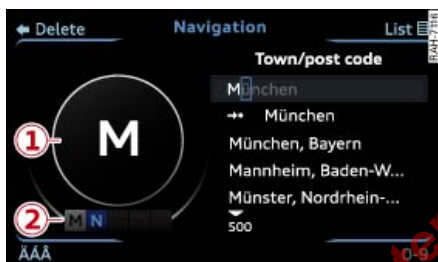 Delete Navigation List
RAH-7116
Town/post code
München
München
M
München, Bayern
1
Mannheim, Baden-W...
Münster, Nordrhein-...
2 M N
500
ÄÁÂ 0-9